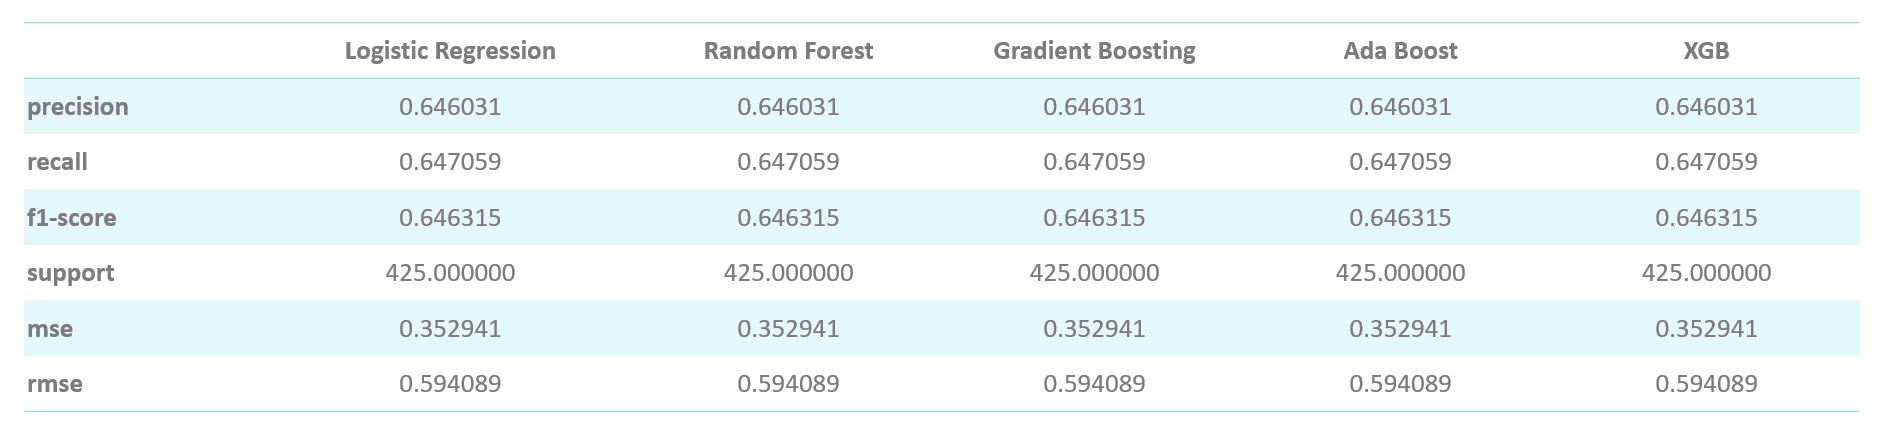 Logistic Regression Random Forest Gradient Boosting Ada Boost XGB
precision 0.646031 0.646031 0.646031 0.646031 0.646031
recall 0.647059 0.647059 0.647059 0.647059 0.647059
f1-score 0.646315 0.646315 0.646315 0.646315 0.646315
support 425.000000 425.000000 425.000000 425.000000 425.000000
mse 0.352941 0.352941 0.352941 0.352941 0.352941
rmse 0.594089 0.594089 0.594089 0.594089 0.594089